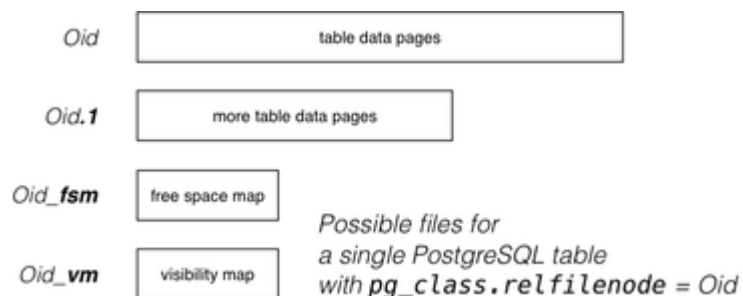 Oid
table data pages
Oid.1
more table data pages
Oid_fsm
free space map
Oid_vm
visibility map
Possible files for
a single PostgreSQL table
with pg_class.relfilenode = Oid